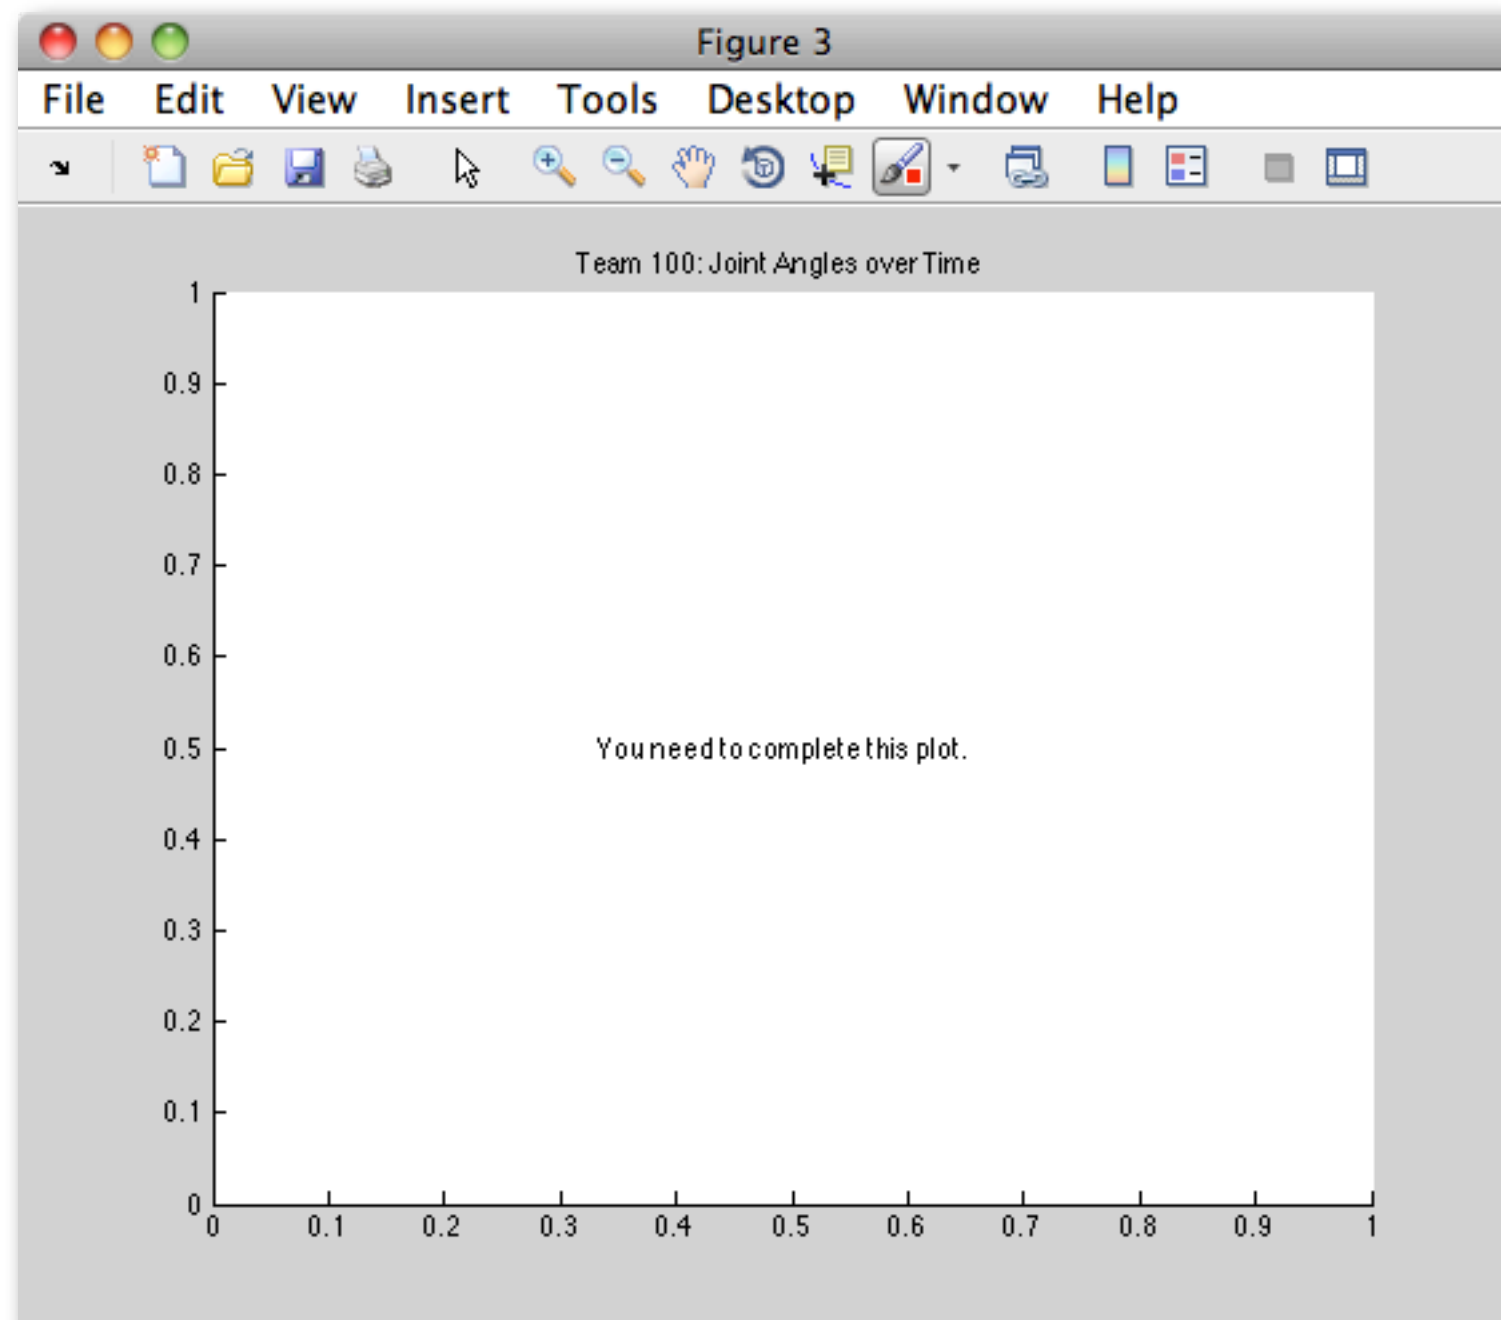 Figure 3
File Edit View Insert Tools Desktop Window Help
Team 100: Joint Angles over Time
1
0.9
0.8
0.7
0.6
0.5
You need to complete this plot.
0.4
0.3
0.2
0.1
0
0 0.1 0.2 0.3 0.4 0.5 0.6 0.7 0.8 0.9 1